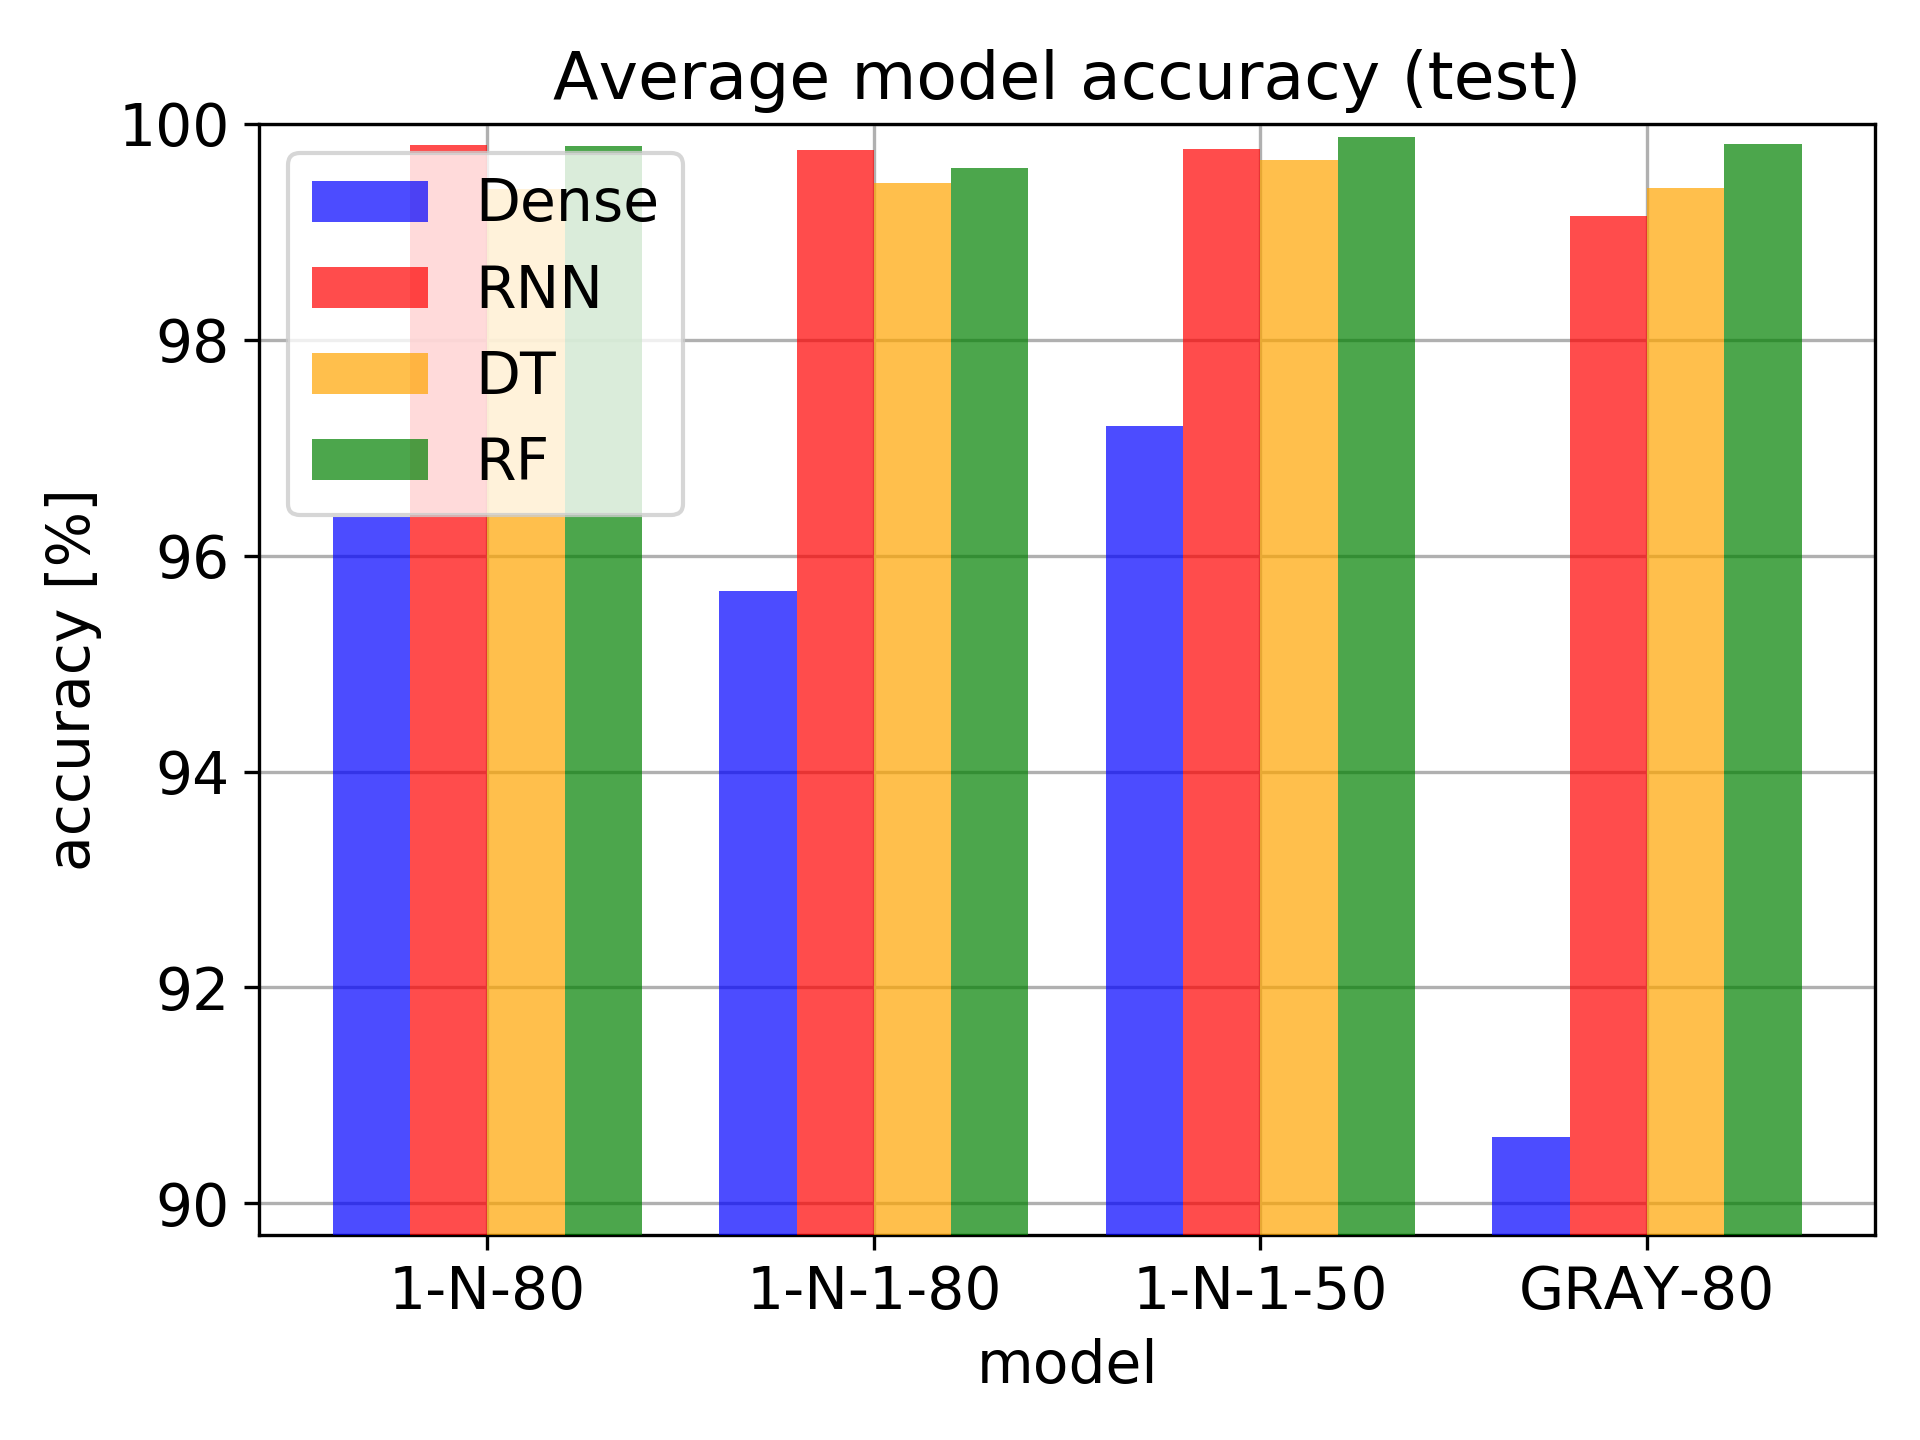 Average model accuracy (test)
100
98
96
94
92
90
accuracy [%]
Dense
RNN
DT
RF
1-N-80 1-N-1-80 1-N-1-50 GRAY-80
model